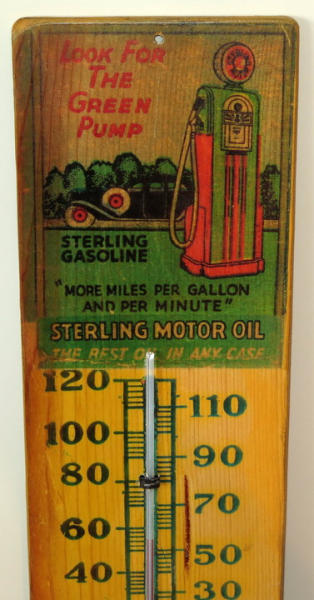 LOOK FOR
THE
GREEN
PUMP
STERLING
GASOLINE
"MORE MILES PER GALLON
AND PER MINUTE"
STERLING MOTOR OIL
THE BEST OIL IN ANY CASE
120
110
100
90
80
70
60
50
40
30